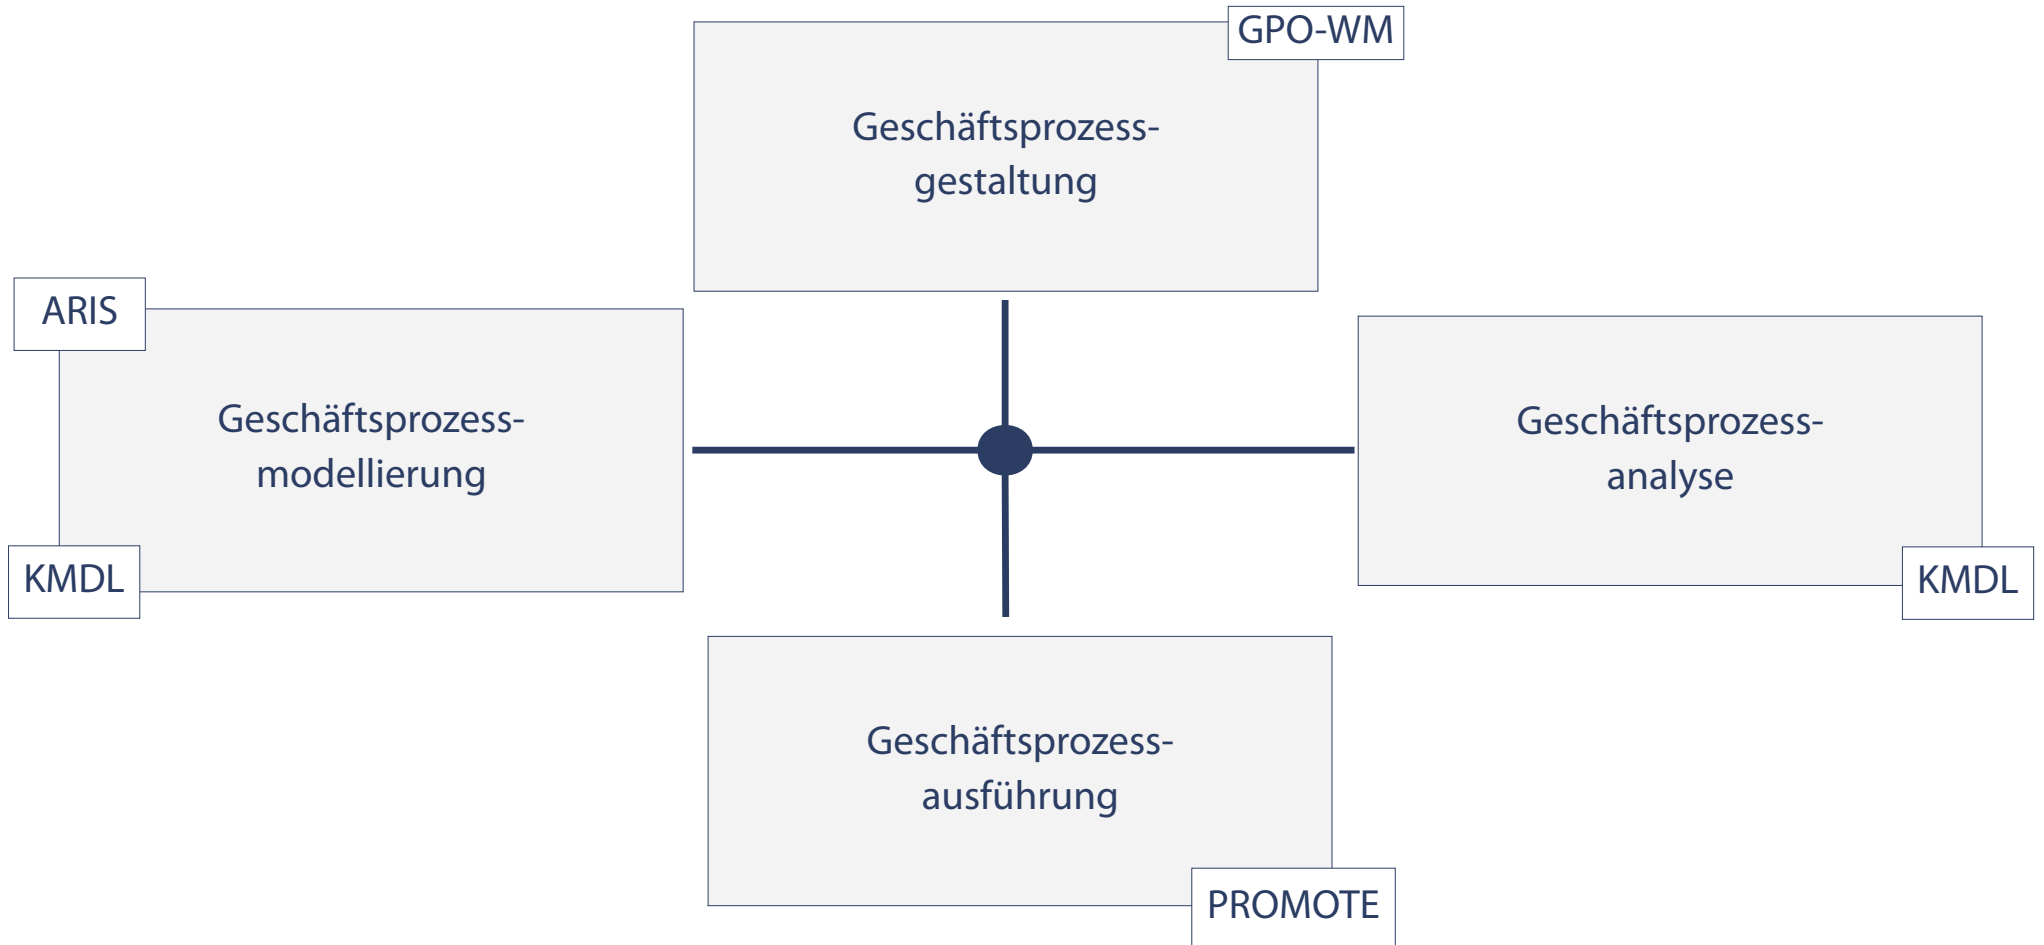 GPO-WM
Geschäftsprozess-
gestaltung
ARIS
Geschäftsprozess-
modellierung
KMDL
Geschäftsprozess-
analyse
KMDL
Geschäftsprozess-
ausführung
PROMOTE